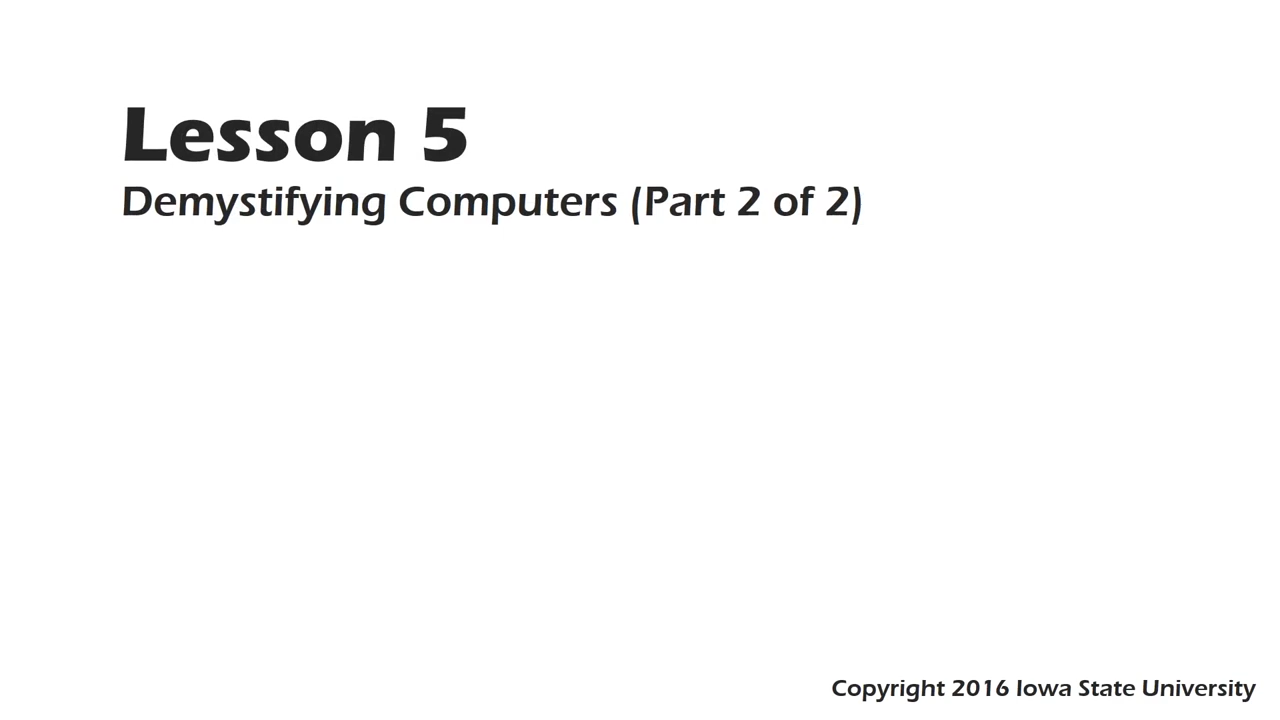 Lesson 5
Demystifying Computers (Part 2 of 2)
Copyright 2016 Iowa State University